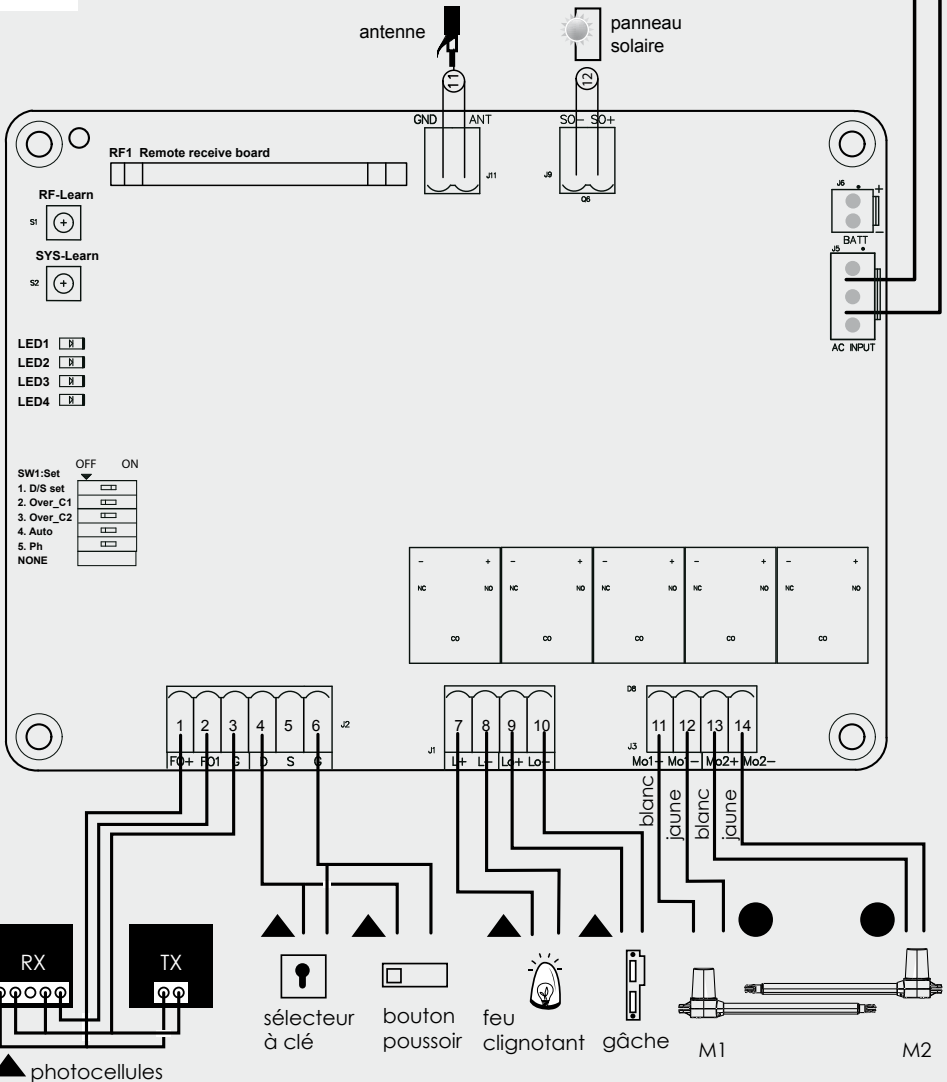 antenne
panneau
solaire
11
12
GND ANT
SO- SO+
RF1 Remote receive board
J11
J9
Q6
J6
+
-
BATT
J5
AC INPUT
RF-Learn
S1
SYS-Learn
S2
LED1
LED2
LED3
LED4
OFF ON
SW1:Set
1. D/S set
2. Over_C1
3. Over_C2
4. Auto
5. Ph
NONE
- + - + - + - + - +
NC NO NC NO NC NO NC NO NC NO
CO CO CO CO CO
D8
1 2 3 4 5 6 J2
7 8 9 10
11 12 13 14
J1
J3
FO+ FO1 G D S G
L+ L- Lo+ Lo-
Mo1+ Mo1- Mo2+ Mo2-
blanc
jaune
blanc
jaune
RX
TX
sélecteur
à clé
bouton
poussoir
feu
clignotant
gâche
M1
M2
photocellules